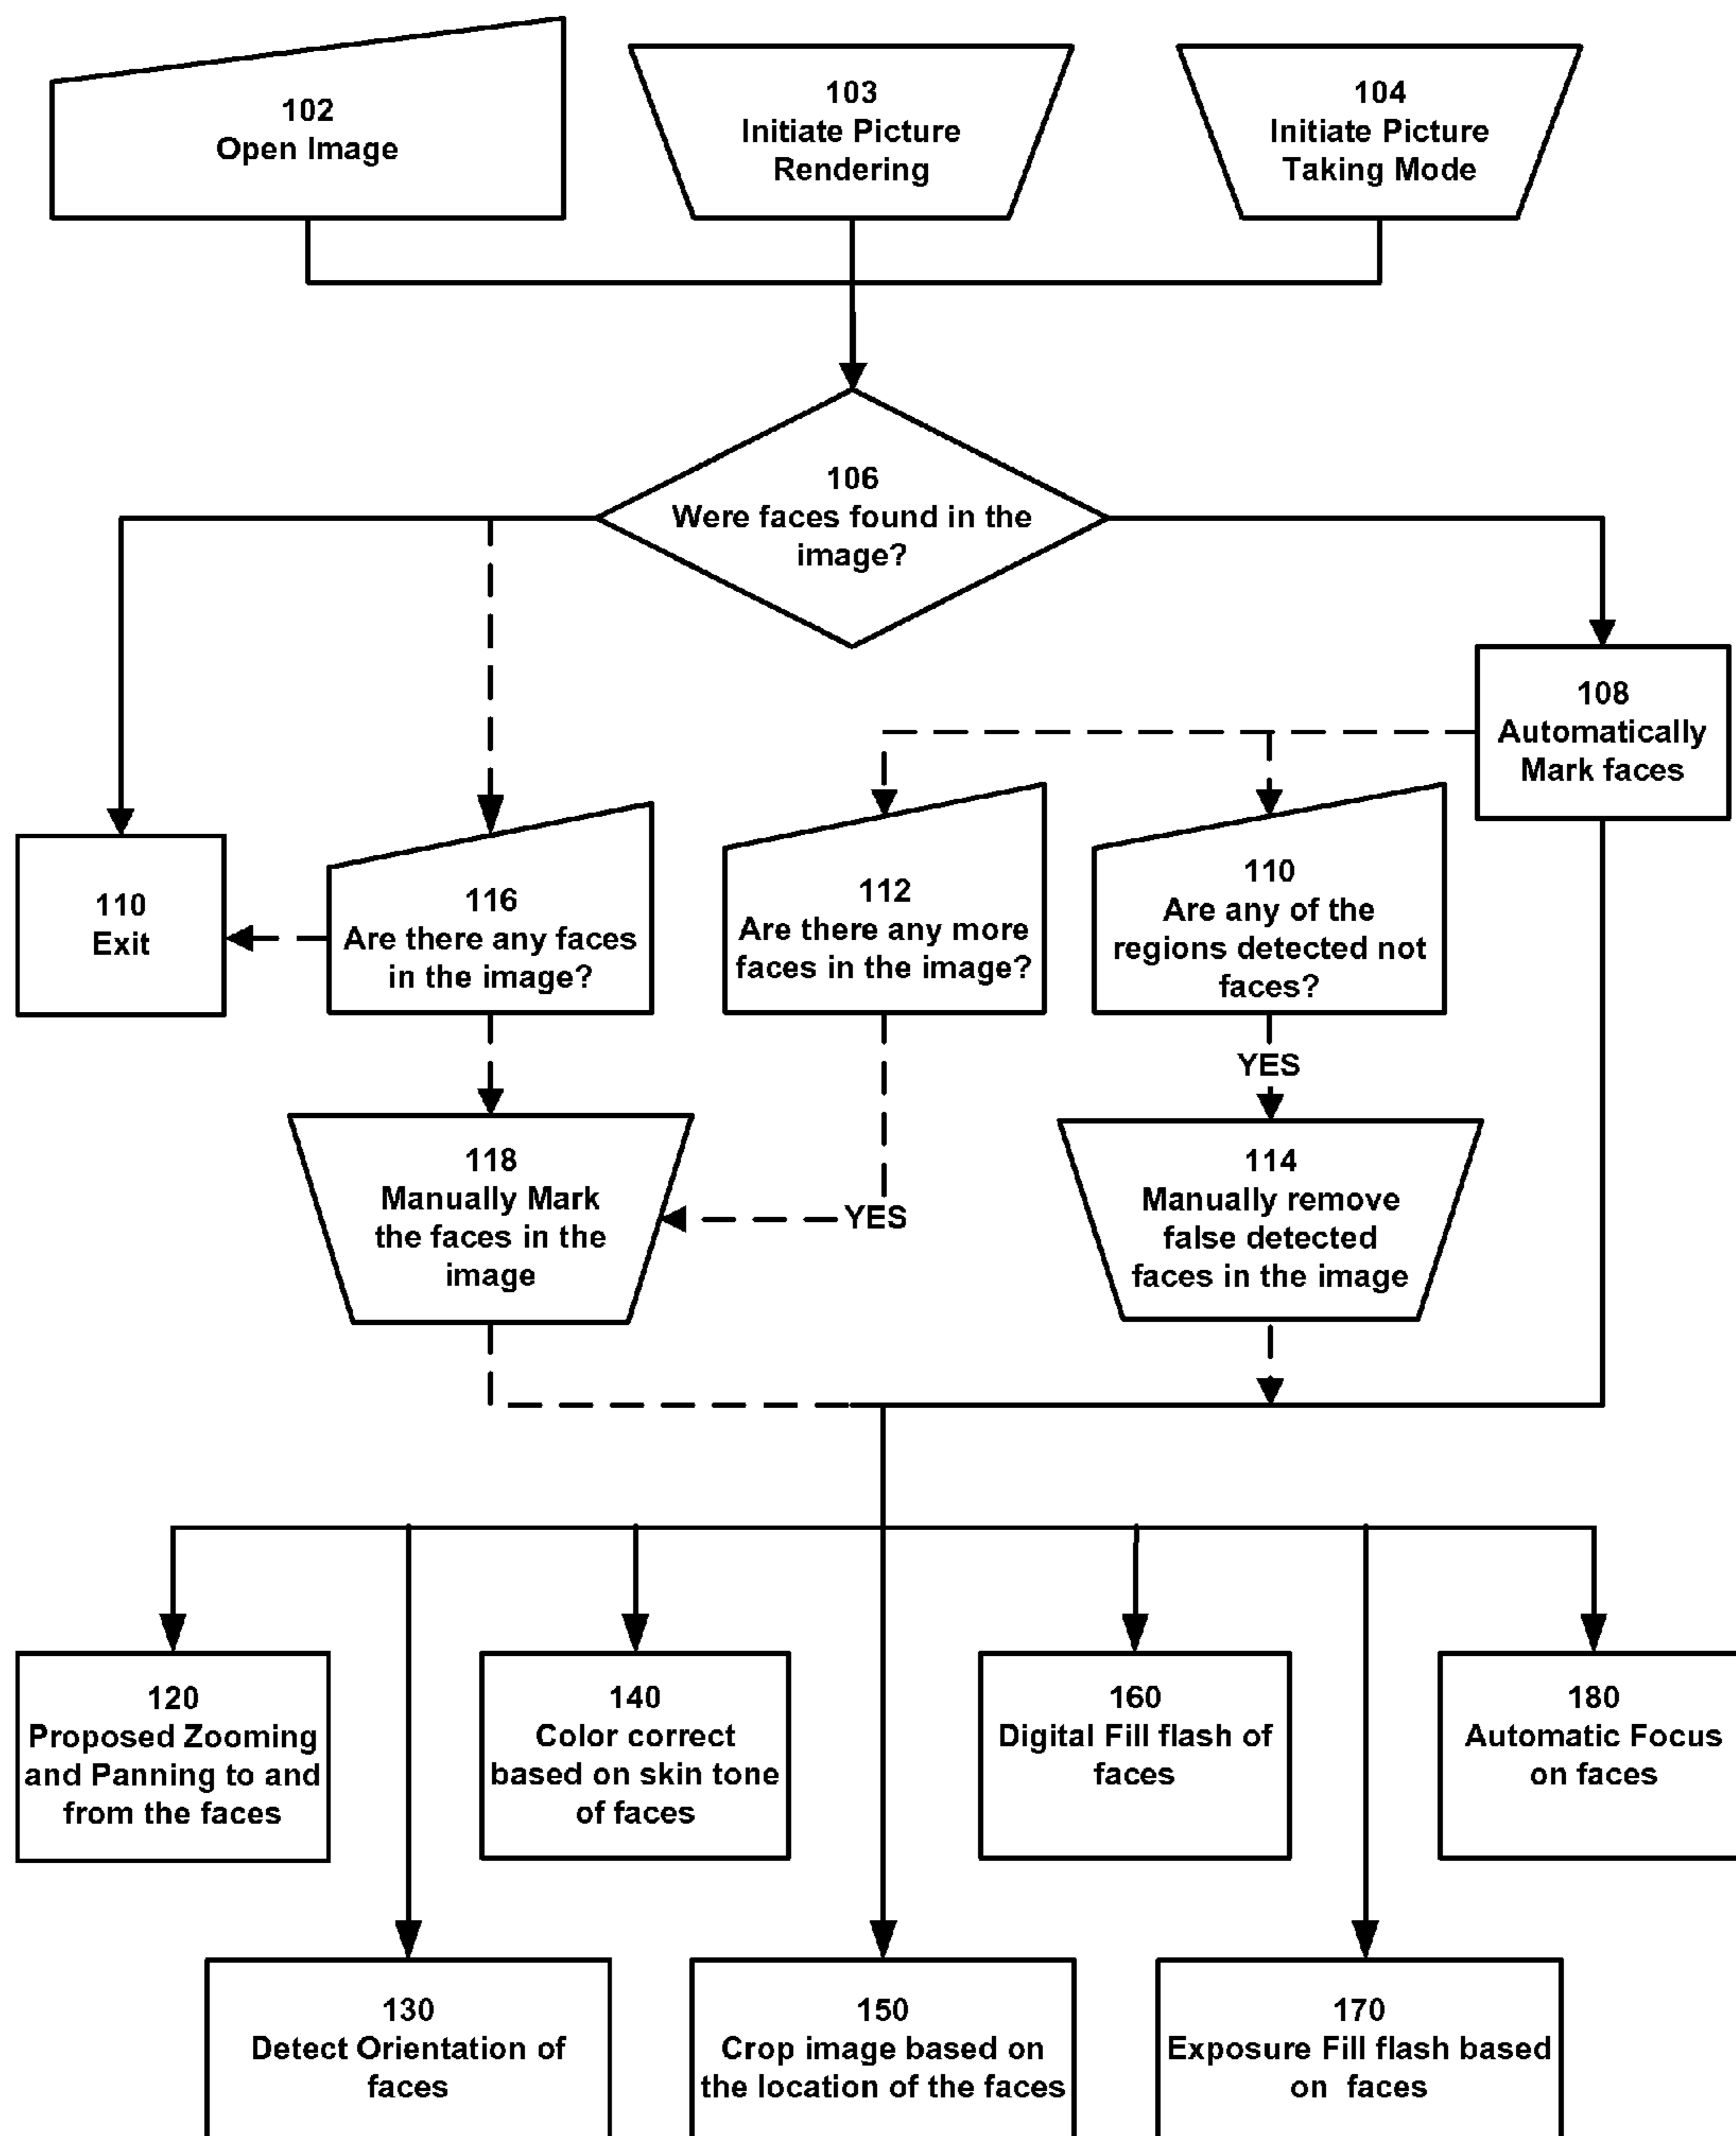 102
Open Image
103
Initiate Picture
Rendering
104
Initiate Picture
Taking Mode
106
Were faces found in the
image?
108
Automatically
Mark faces
110
Exit
116
Are there any faces
in the image?
112
Are there any more
faces in the image?
110
Are any of the
regions detected not
faces?
YES
118
Manually Mark
the faces in the
image
YES
114
Manually remove
false detected
faces in the image
120
Proposed Zooming
and Panning to and
from the faces
140
Color correct
based on skin tone
of faces
160
Digital Fill flash of
faces
180
Automatic Focus
on faces
130
Detect Orientation of
faces
150
Crop image based on
the location of the faces
170
Exposure Fill flash based
on faces